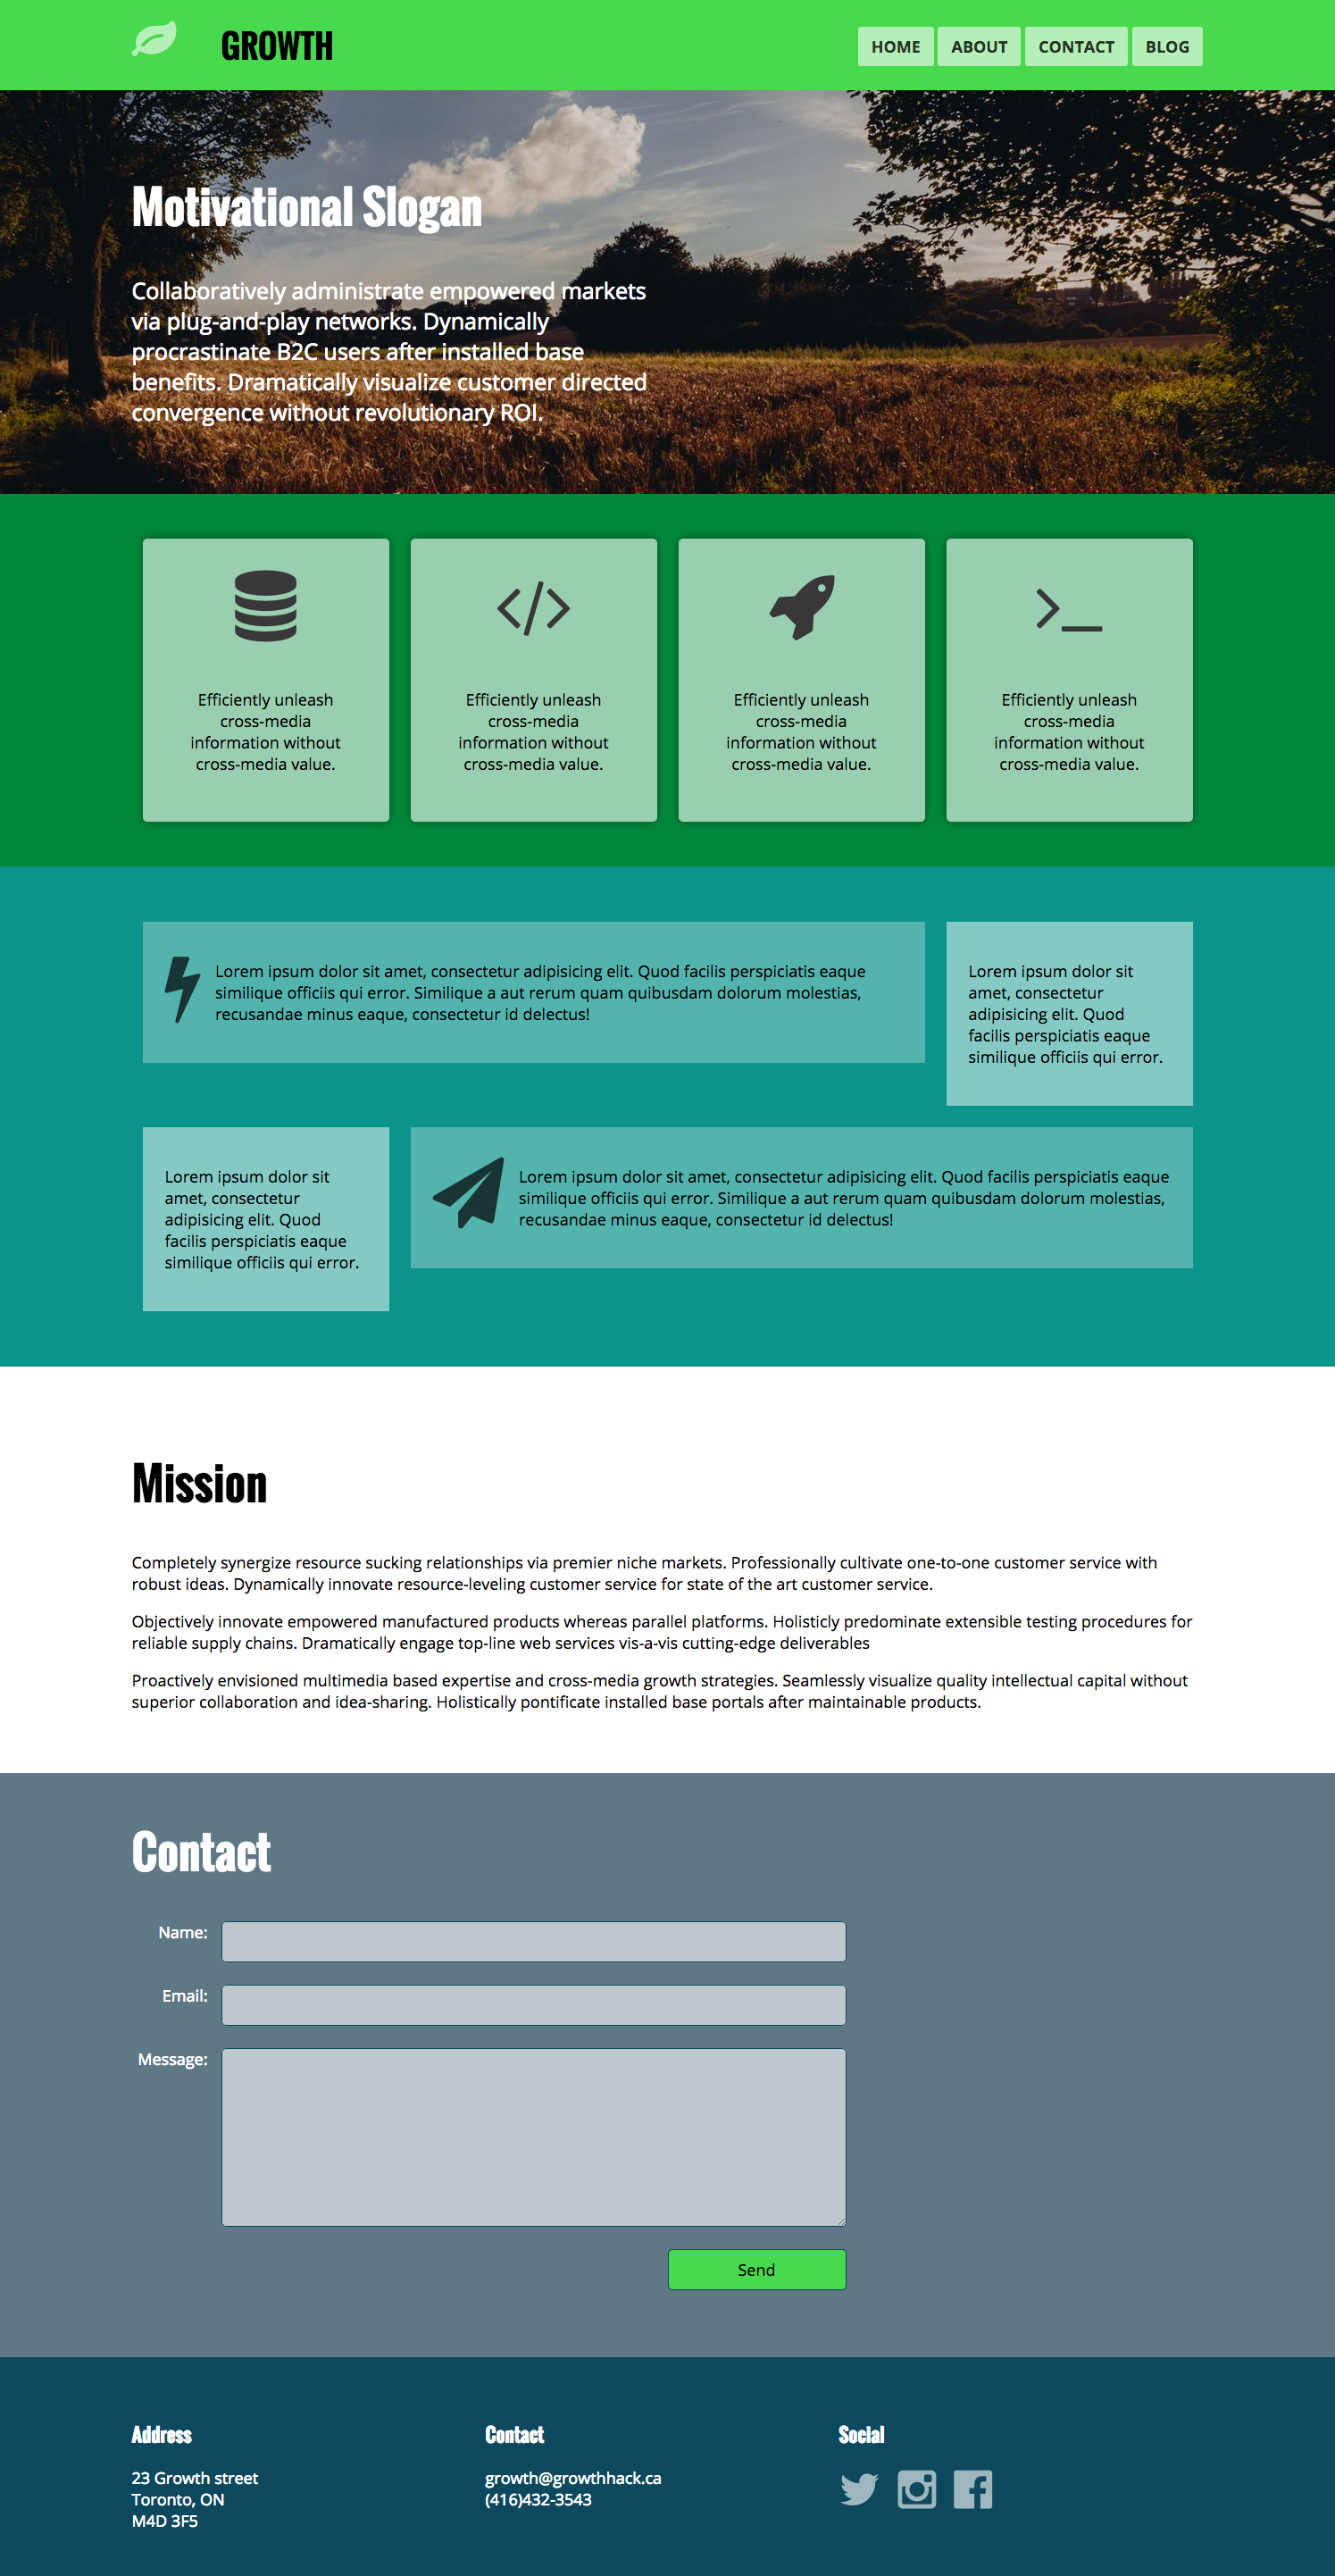 GROWTH
HOME ABOUT CONTACT BLOG
Motivational Slogan
Collaboratively administrate empowered markets
via plug-and-play networks. Dynamically
procrastinate B2C users after installed base
benefits. Dramatically visualize customer directed
convergence without revolutionary ROI.
Efficiently unleash
cross-media
information without
cross-media value.
Efficiently unleash
cross-media
information without
cross-media value.
Efficiently unleash
cross-media
information without
cross-media value.
Efficiently unleash
cross-media
information without
cross-media value.
Lorem ipsum dolor sit amet, consectetur adipisicing elit. Quod facilis perspiciatis eaque
similique officiis qui error. Similique a aut rerum quam quibusdam dolorum molestias,
recusandae minus eaque, consectetur id delectus!
Lorem ipsum dolor sit
amet, consectetur
adipisicing elit. Quod
facilis perspiciatis eaque
similique officiis qui error.
Lorem ipsum dolor sit
amet, consectetur
adipisicing elit. Quod
facilis perspiciatis eaque
similique officiis qui error.
Lorem ipsum dolor sit amet, consectetur adipisicing elit. Quod facilis perspiciatis eaque
similique officiis qui error. Similique a aut rerum quam quibusdam dolorum molestias,
recusandae minus eaque, consectetur id delectus!
Mission
Completely synergize resource sucking relationships via premier niche markets. Professionally cultivate one-to-one customer service with
robust ideas. Dynamically innovate resource-leveling customer service for state of the art customer service.
Objectively innovate empowered manufactured products whereas parallel platforms. Holisticly predominate extensible testing procedures for
reliable supply chains. Dramatically engage top-line web services vis-a-vis cutting-edge deliverables
Proactively envisioned multimedia based expertise and cross-media growth strategies. Seamlessly visualize quality intellectual capital without
superior collaboration and idea-sharing. Holistically pontificate installed base portals after maintainable products.
Contact
Name:
Email:
Message:
Send
Address
23 Growth street
Toronto, ON
M4D 3F5
Contact
growth@growthhack.ca
(416)432-3543
Social